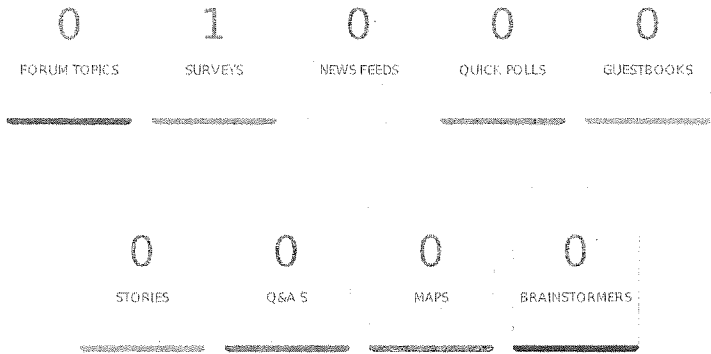 0 1 0 0 0
FORUM TOPICS SURVEYS NEWS FEEDS QUICK POLLS GUESTBOOKS
0 0 0 0
STORIES Q&A S MAPS BRAINSTORMERS